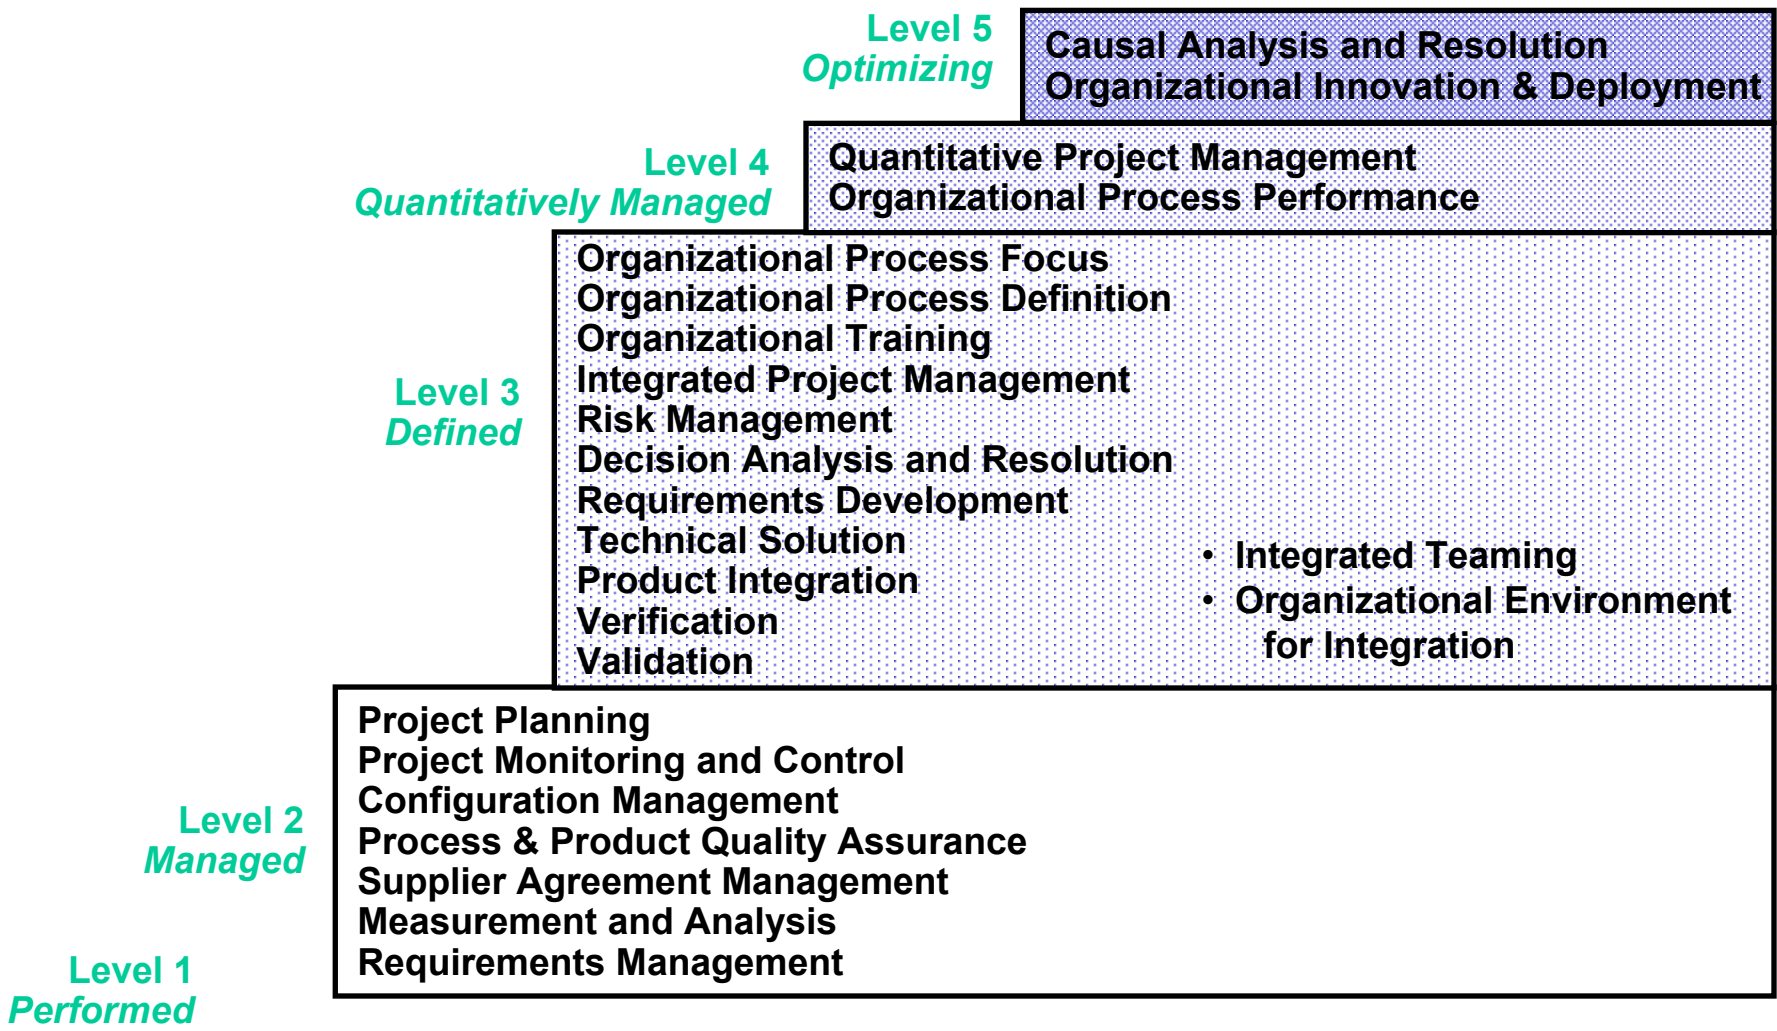 Level 5
Optimizing
Causal Analysis and Resolution
Organizational Innovation & Deployment
Level 4
Quantitatively Managed
Quantitative Project Management
Organizational Process Performance
Level 3
Defined
Organizational Process Focus
Organizational Process Definition
Organizational Training
Integrated Project Management
Risk Management
Decision Analysis and Resolution
Requirements Development
Technical Solution
Product Integration
Verification
Validation
• Integrated Teaming
• Organizational Environment
for Integration
Level 2
Managed
Project Planning
Project Monitoring and Control
Configuration Management
Process & Product Quality Assurance
Supplier Agreement Management
Measurement and Analysis
Requirements Management
Level 1
Performed